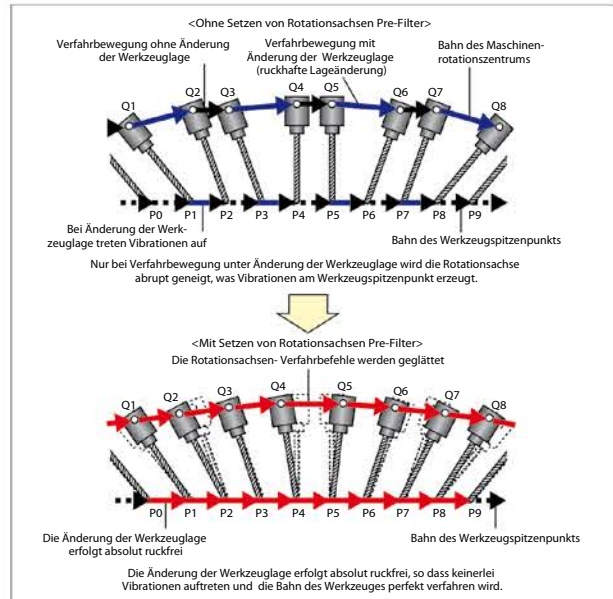 <Ohne Setzen von Rotationsachsen Pre-Filter>
Verfahrbewegung ohne Änderung
der Werkzeuglage
Verfahrbewegung mit
Änderung der Werkzeuglage
(ruckhafte Lageänderung)
Bahn des Maschinen-
rotationszentrums
Q1 Q2 Q3 Q4 Q5 Q6 Q7 Q8
P0 P1 P2 P3 P4 P5 P6 P7 P8 P9
Bei Änderung der Werk-
zeuglage treten Vibrationen auf
Bahn des Werkzeugspitzenpunkts
Nur bei Verfahrbewegung unter Änderung der Werkzeuglage wird die Rotationsachse
abrupt geneigt, was Vibrationen am Werkzeugspitzenpunkt erzeugt.
<Mit Setzen von Rotationsachsen Pre-Filter>
Die Rotationsachsen- Verfahrbefehle werden geglättet
Q1 Q2 Q3 Q4 Q5 Q6 Q7 Q8
P0 P1 P2 P3 P4 P5 P6 P7 P8 P9
Die Änderung der Werkzeuglage
erfolgt absolut ruckfrei
Bahn des Werkzeugspitzenpunkts
Die Änderung der Werkzeuglage erfolgt absolut ruckfrei, so dass keinerlei
Vibrationen auftreten und die Bahn des Werkzeuges perfekt verfahren wird.